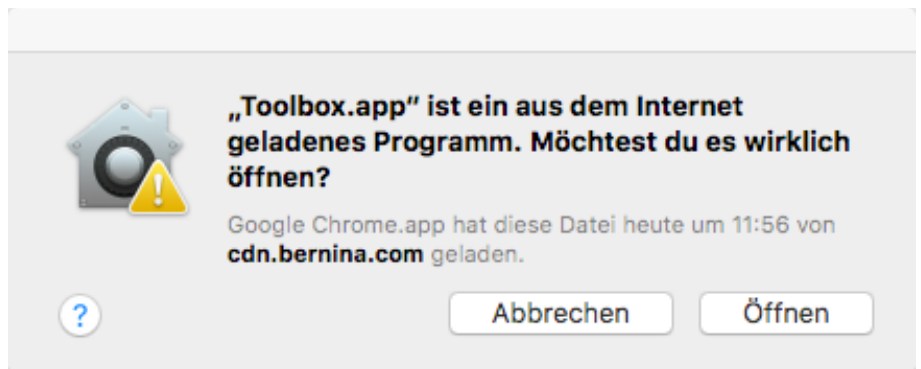 „Toolbox.app" ist ein aus dem Internet
geladenes Programm. Möchtest du es wirklich
öffnen?
Google Chrome.app hat diese Datei heute um 11:56 von
cdn.bernina.com geladen.
?
Abbrechen
Öffnen